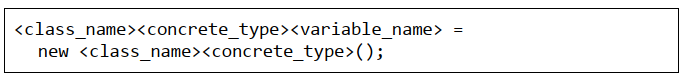 <class_name><concrete_type><variable_name> =
new <class_name><concrete_type>();